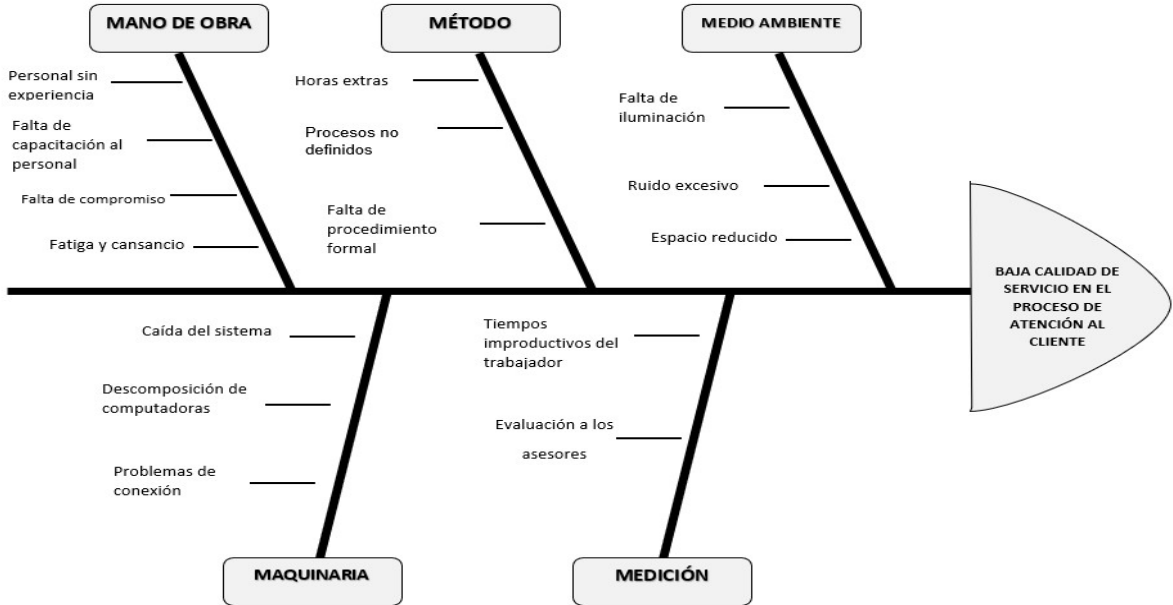 MANO DE OBRA
MÉTODO
MEDIO AMBIENTE
Personal sin
experiencia
Falta de
capacitación al
personal
Falta de compromiso
Fatiga y cansancio
Horas extras
Procesos no
definidos
Falta de
procedimiento
formal
Falta de
iluminación
Ruido excesivo
Espacio reducido
BAJA CALIDAD DE
SERVICIO EN EL
PROCESO DE
ATENCIÓN AL
CLIENTE
Caída del sistema
Descomposición de
computadoras
Problemas de
conexión
Tiempos
improductivos del
trabajador
Evaluación a los
asesores
MAQUINARIA
MEDICIÓN